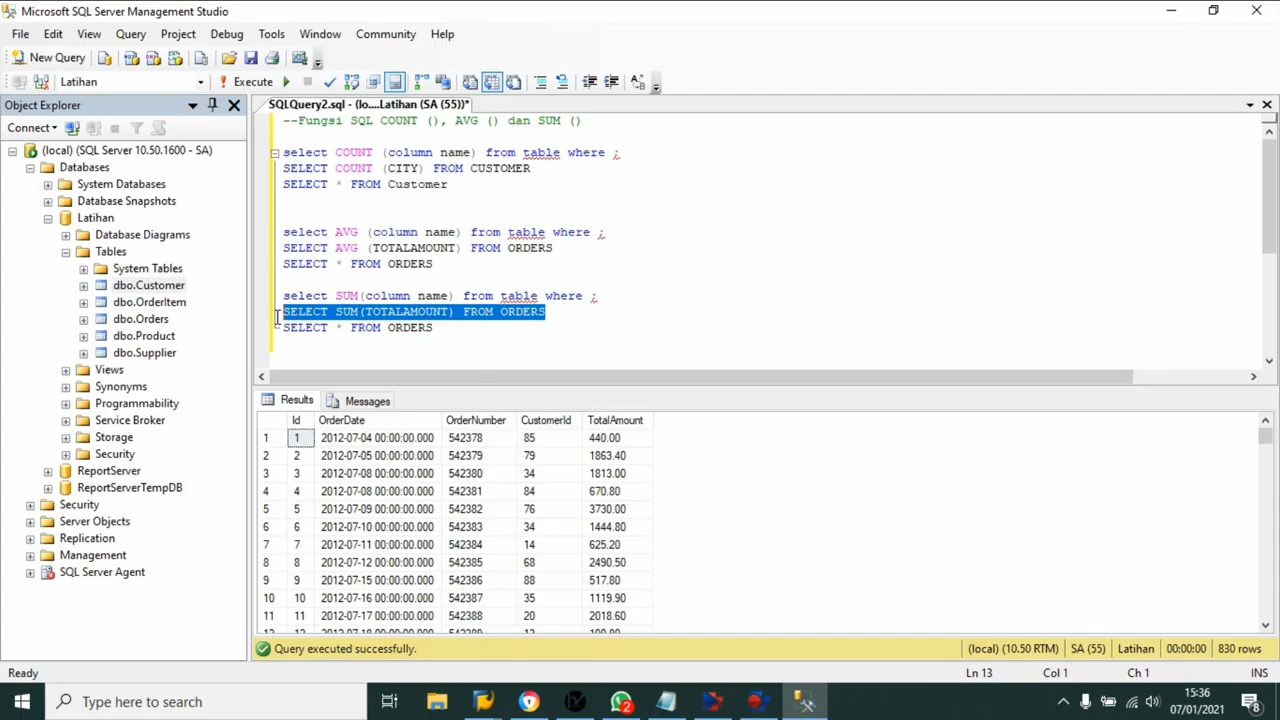 Microsoft SQL Server Management Studio
File Edit View Query Project Debug Tools Window Community Help
New Query
Latihan Execute
Object Explorer
SQLQuery2.sql - (lo....Latihan (SA (55))*
Connect
(local) (SQL Server 10.50.1600 - SA)
Databases
System Databases
Database Snapshots
Latihan
Database Diagrams
Tables
System Tables
dbo.Customer
dbo.OrderItem
dbo.Orders
dbo.Product
dbo.Supplier
Views
Synonyms
Programmability
Service Broker
Storage
Security
ReportServer
ReportServerTempDB
Security
Server Objects
Replication
Management
SQL Server Agent
--Fungsi SQL COUNT (), AVG () dan SUM ()
select COUNT (column name) from table where ;
SELECT COUNT (CITY) FROM CUSTOMER
SELECT * FROM Customer
select AVG (column name) from table where ;
SELECT AVG (TOTALAMOUNT) FROM ORDERS
SELECT * FROM ORDERS
select SUM(column name) from table where ;
SELECT SUM(TOTALAMOUNT) FROM ORDERS
SELECT * FROM ORDERS
Results Messages
Id OrderDate OrderNumber CustomerId TotalAmount
1 1 2012-07-04 00:00:00.000 542378 85 440.00
2 2 2012-07-05 00:00:00.000 542379 79 1863.40
3 3 2012-07-08 00:00:00.000 542380 34 1813.00
4 4 2012-07-08 00:00:00.000 542381 84 670.80
5 5 2012-07-09 00:00:00.000 542382 76 3730.00
6 6 2012-07-10 00:00:00.000 542383 34 1444.80
7 7 2012-07-11 00:00:00.000 542384 14 625.20
8 8 2012-07-12 00:00:00.000 542385 68 2490.50
9 9 2012-07-15 00:00:00.000 542386 88 517.80
10 10 2012-07-16 00:00:00.000 542387 35 1119.90
11 11 2012-07-17 00:00:00.000 542388 20 2018.60
Query executed successfully. (local) (10.50 RTM) SA (55) Latihan 00:00:00 830 rows
Ready Ln 13 Col 1 Ch 1 INS
Type here to search 2 15:36
07/01/2021 8